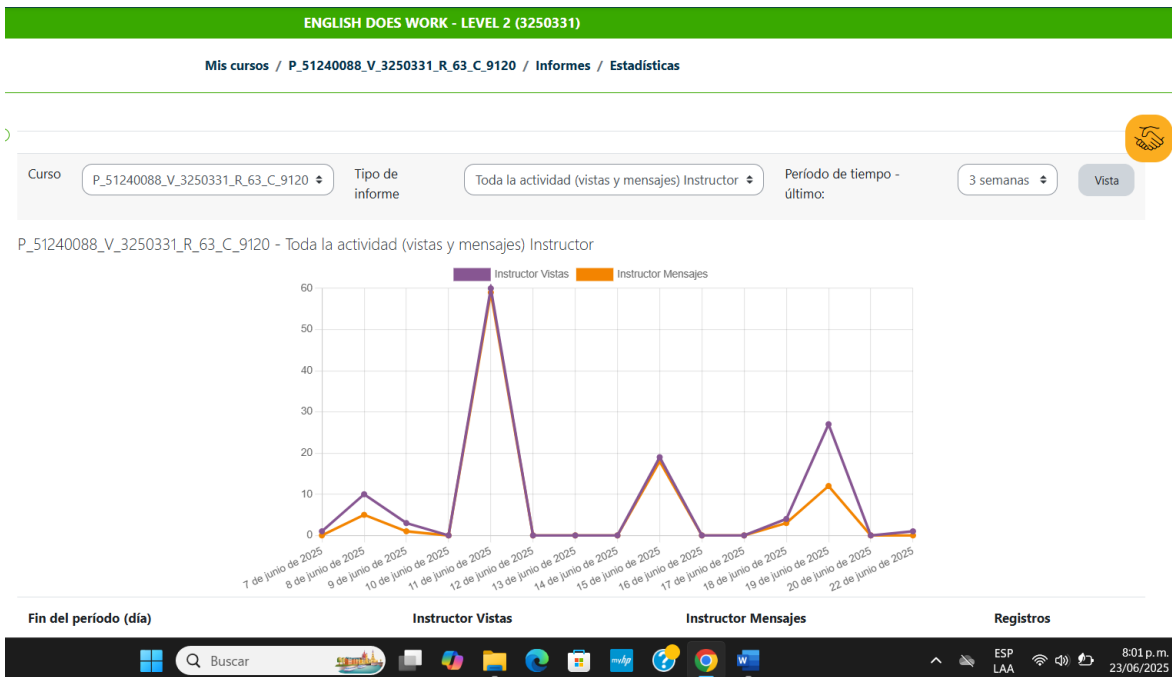 ENGLISH DOES WORK - LEVEL 2 (3250331)
Mis cursos / P_51240088_V_3250331_R_63_C_9120 / Informes / Estadísticas
Curso
P_51240088_V_3250331_R_63_C_9120
Tipo de
informe
Toda la actividad (vistas y mensajes) Instructor
Período de tiempo -
último:
3 semanas
Vista
P_51240088_V_3250331_R_63_C_9120 - Toda la actividad (vistas y mensajes) Instructor
Instructor Vistas
Instructor Mensajes
60
50
40
30
20
10
0
7 de junio de 2025
8 de junio de 2025
9 de junio de 2025
10 de junio de 2025
11 de junio de 2025
12 de junio de 2025
13 de junio de 2025
14 de junio de 2025
15 de junio de 2025
16 de junio de 2025
17 de junio de 2025
18 de junio de 2025
19 de junio de 2025
20 de junio de 2025
22 de junio de 2025
Fin del período (día) Instructor Vistas Instructor Mensajes Registros
Buscar
myhp
?
W
ESP
LAA
8:01 p. m.
23/06/2025